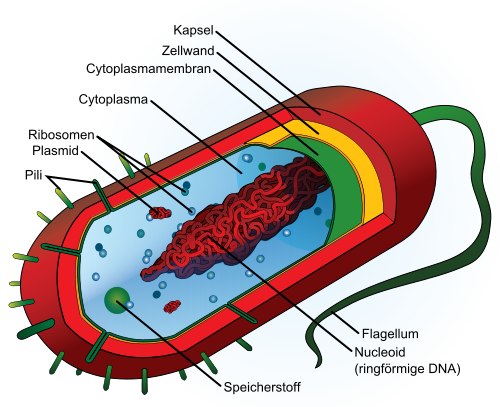 Kapsel
Zellwand
Cytoplasmamembran
Cytoplasma
Ribosomen
Plasmid
Pili
Flagellum
Nucleoid
(ringförmige DNA)
Speicherstoff